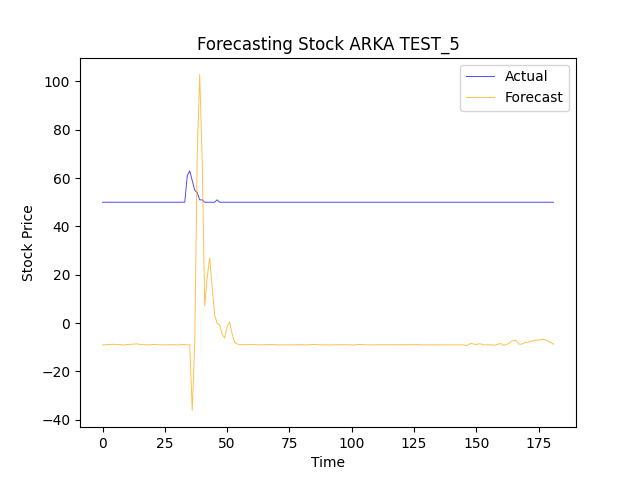 Forecasting Stock ARKA TEST_5
Actual
Forecast
Stock Price
100
80
60
40
20
0
−20
−40
0 25 50 75 100 125 150 175
Time